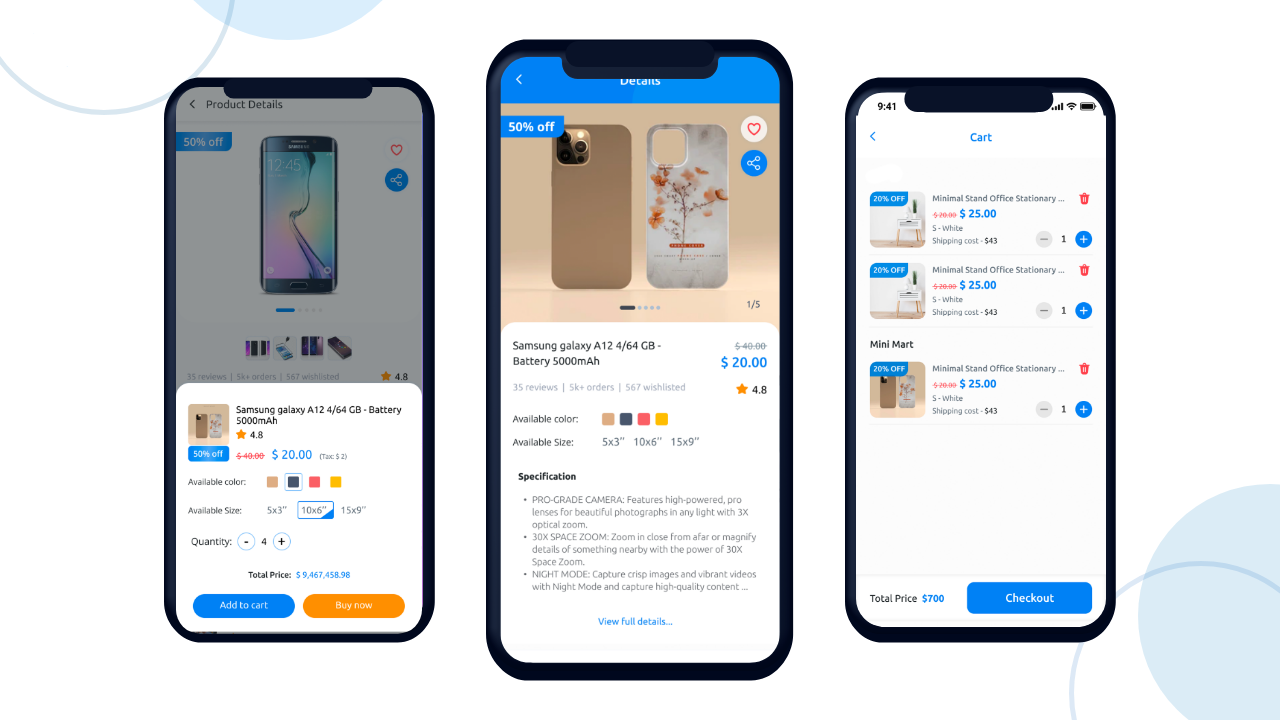 Product Details
50% off
SAMSUNG
12:45
35 reviews | 5k+ orders | 567 wishlisted
4.8
Samsung galaxy A12 4/64 GB - Battery
5000mAh
4.8
50% off
$ 40.00 $ 20.00 (Tax: $ 2)
Available color:
Available Size: 5x3’’ 10x6’’ 15x9’’
Quantity: - 4 +
Total Price: $ 9,467,458.98
Add to cart Buy now
Details
50% off
1/5
Samsung galaxy A12 4/64 GB -
Battery 5000mAh
$ 40.00
$ 20.00
35 reviews | 5k+ orders | 567 wishlisted
4.8
Available color:
Available Size: 5x3’’ 10x6’’ 15x9’’
Specification
• PRO-GRADE CAMERA: Features high-powered, pro
lenses for beautiful photographs in any light with 3X
optical zoom.
• 30X SPACE ZOOM: Zoom in close from afar or magnify
details of something nearby with the power of 30X
Space Zoom.
• NIGHT MODE: Capture crisp images and vibrant videos
with Night Mode and capture high-quality content ...
View full details...
9:41
Cart
20% OFF
Minimal Stand Office Stationary ...
$ 20.00 $ 25.00
S - White
Shipping cost - $43
1
20% OFF
Minimal Stand Office Stationary ...
$ 20.00 $ 25.00
S - White
Shipping cost - $43
1
Mini Mart
20% OFF
Minimal Stand Office Stationary ...
$ 20.00 $ 25.00
S - White
Shipping cost - $43
1
Total Price $700
Checkout